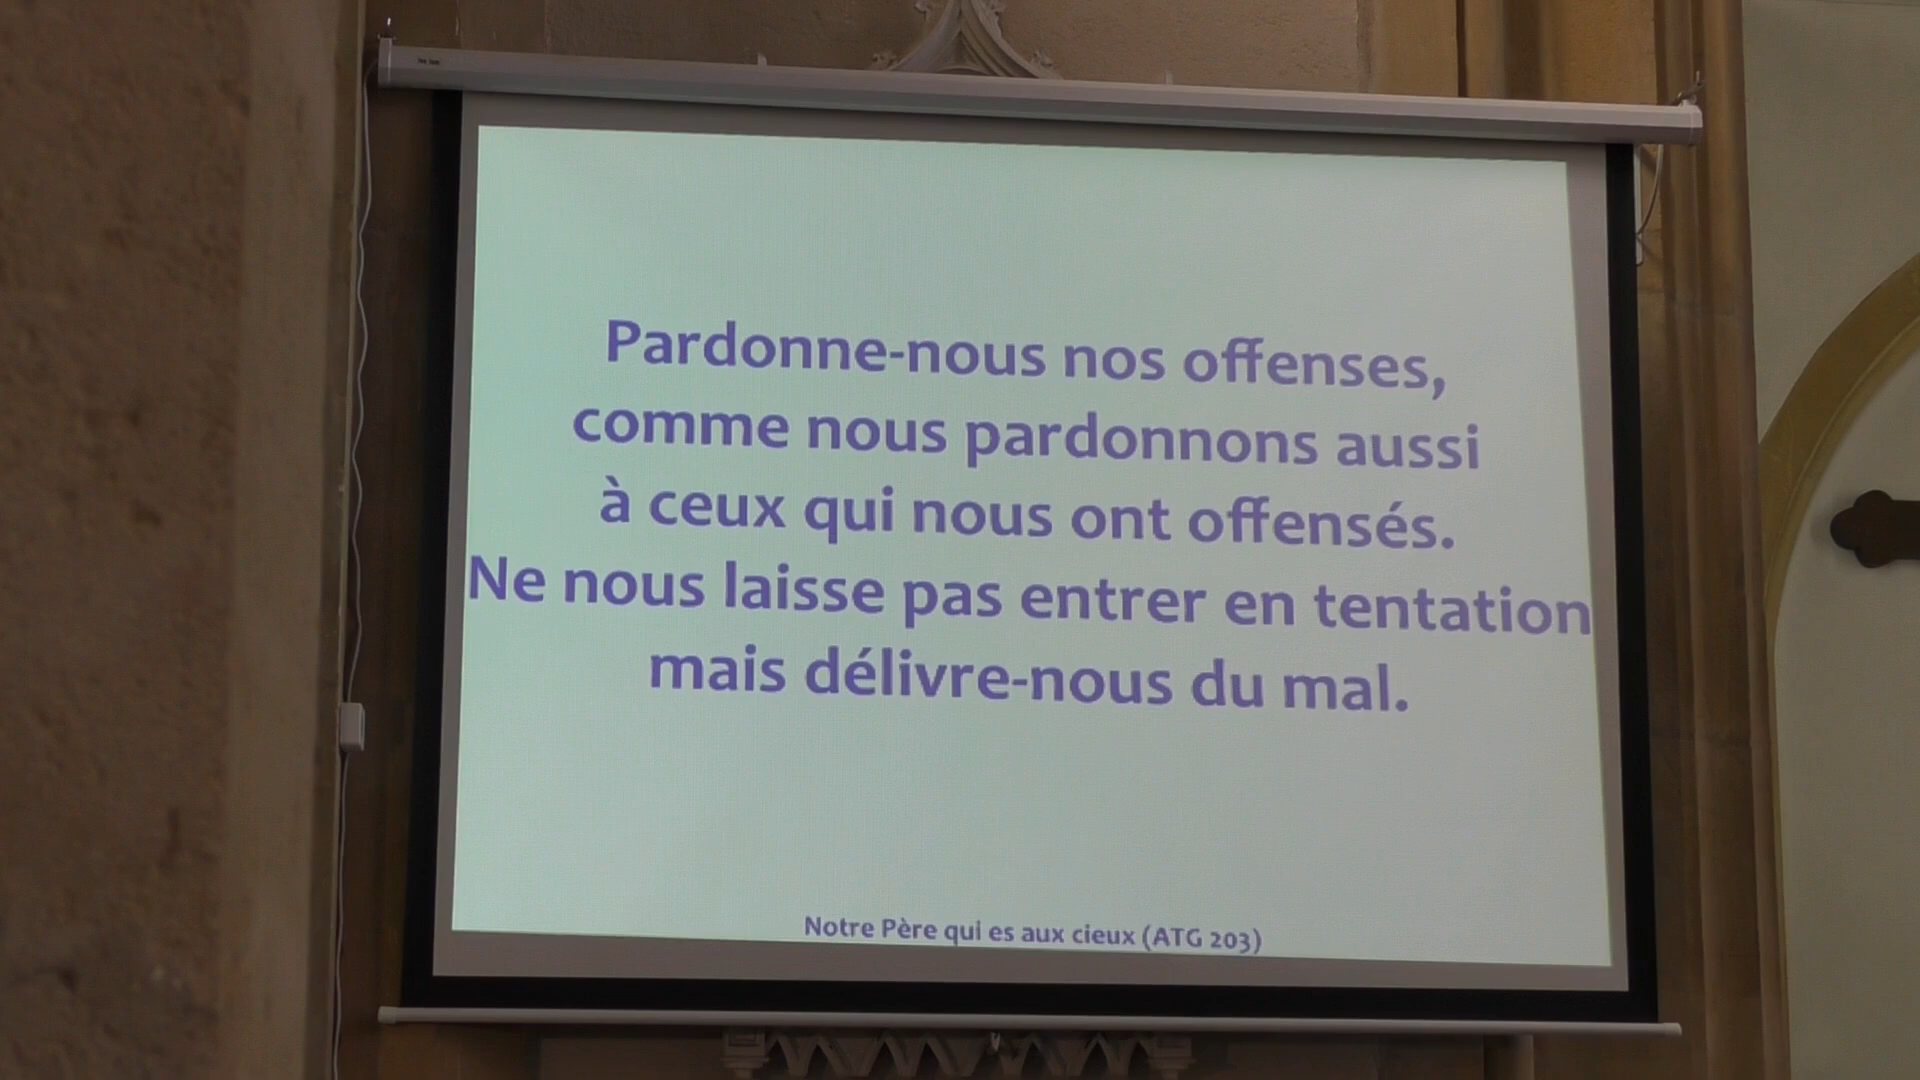 Pardonne-nous nos offenses,
comme nous pardonnons aussi
à ceux qui nous ont offensés.
Ne nous laisse pas entrer en tentation
mais délivre-nous du mal.
Notre Père qui es aux cieux (ATG 203)